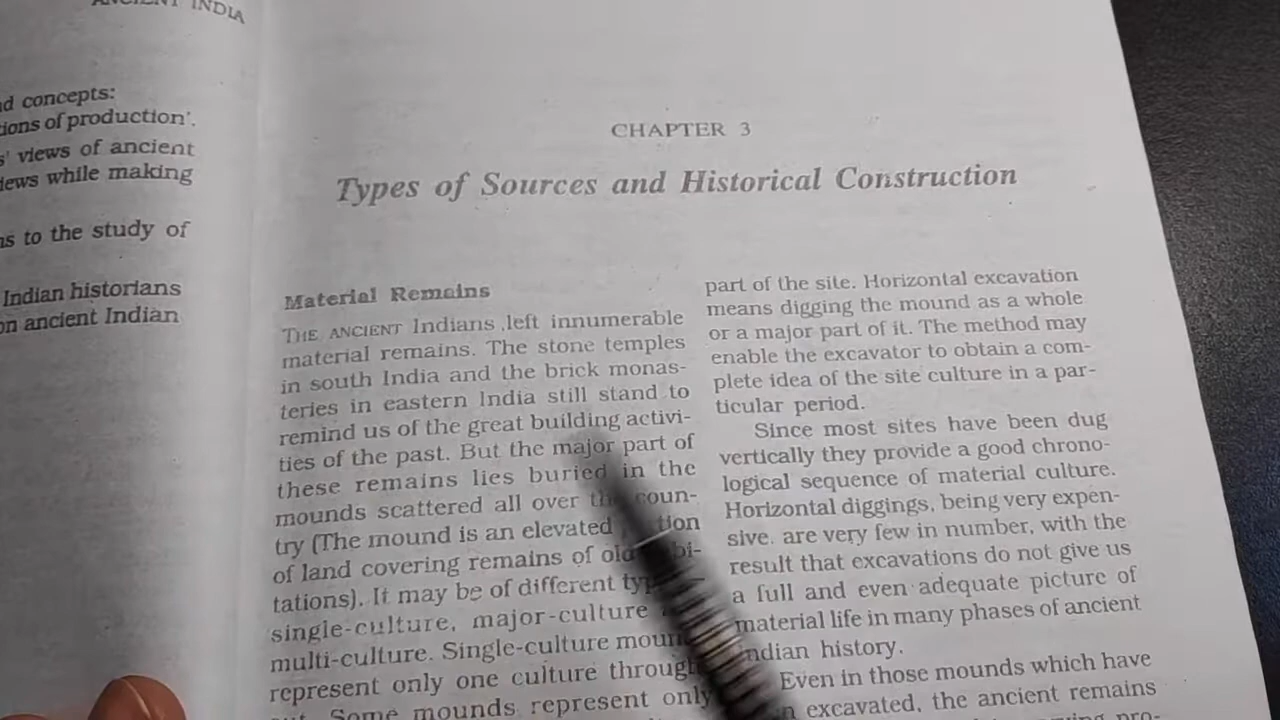 ANCIENT INDIA
d concepts:
ions of production'.
s' views of ancient
iews while making
ns to the study of
Indian historians
on ancient Indian
CHAPTER 3
Types of Sources and Historical Construction
Material Remains
THE ANCIENT Indians left innumerable
material remains. The stone temples
in south India and the brick monas-
teries in eastern India still stand to
remind us of the great building activi-
ties of the past. But the major part of
these remains lies buried in the
mounds scattered all over the coun-
try (The mound is an elevated
of land covering remains of old
tations). It may be of different
single-culture, major-culture
multi-culture. Single-culture
represent only one culture through
out. Some mounds represent only
part of the site. Horizontal excavation
means digging the mound as a whole
or a major part of it. The method may
enable the excavator to obtain a com-
plete idea of the site culture in a par-
ticular period.
Since most sites have been dug
vertically they provide a good chrono-
logical sequence of material culture.
Horizontal diggings, being very expen-
sive. are very few in number, with the
result that excavations do not give us
a full and even adequate picture of
material life in many phases of ancient
Indian history.
Even in those mounds which have
excavated, the ancient remains